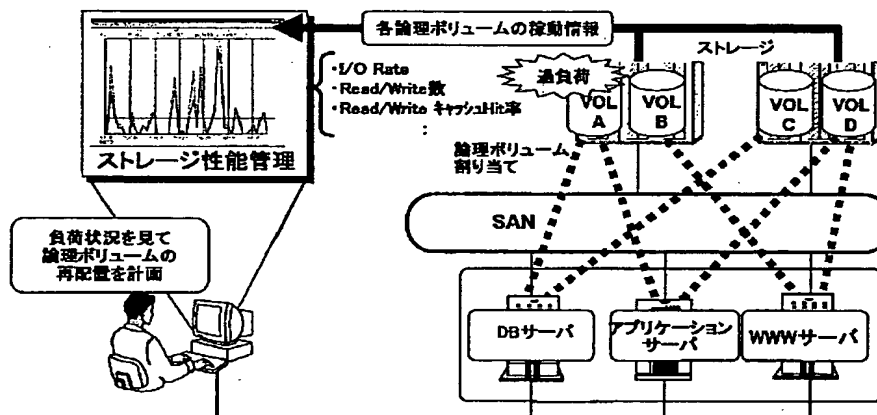 各論理ボリュームの稼動情報
ストレージ
・I/O Rate
・Read/Write数
・Read/Write キャッシュHit率
:
過負荷
VOL
A
VOL
B
VOL
C
VOL
D
ストレージ性能管理
論理ボリューム
割り当て
SAN
負荷状況を見て
論理ボリュームの
再配置を計画
DBサーバ
アプリケーション
サーバ
WWWサーバ